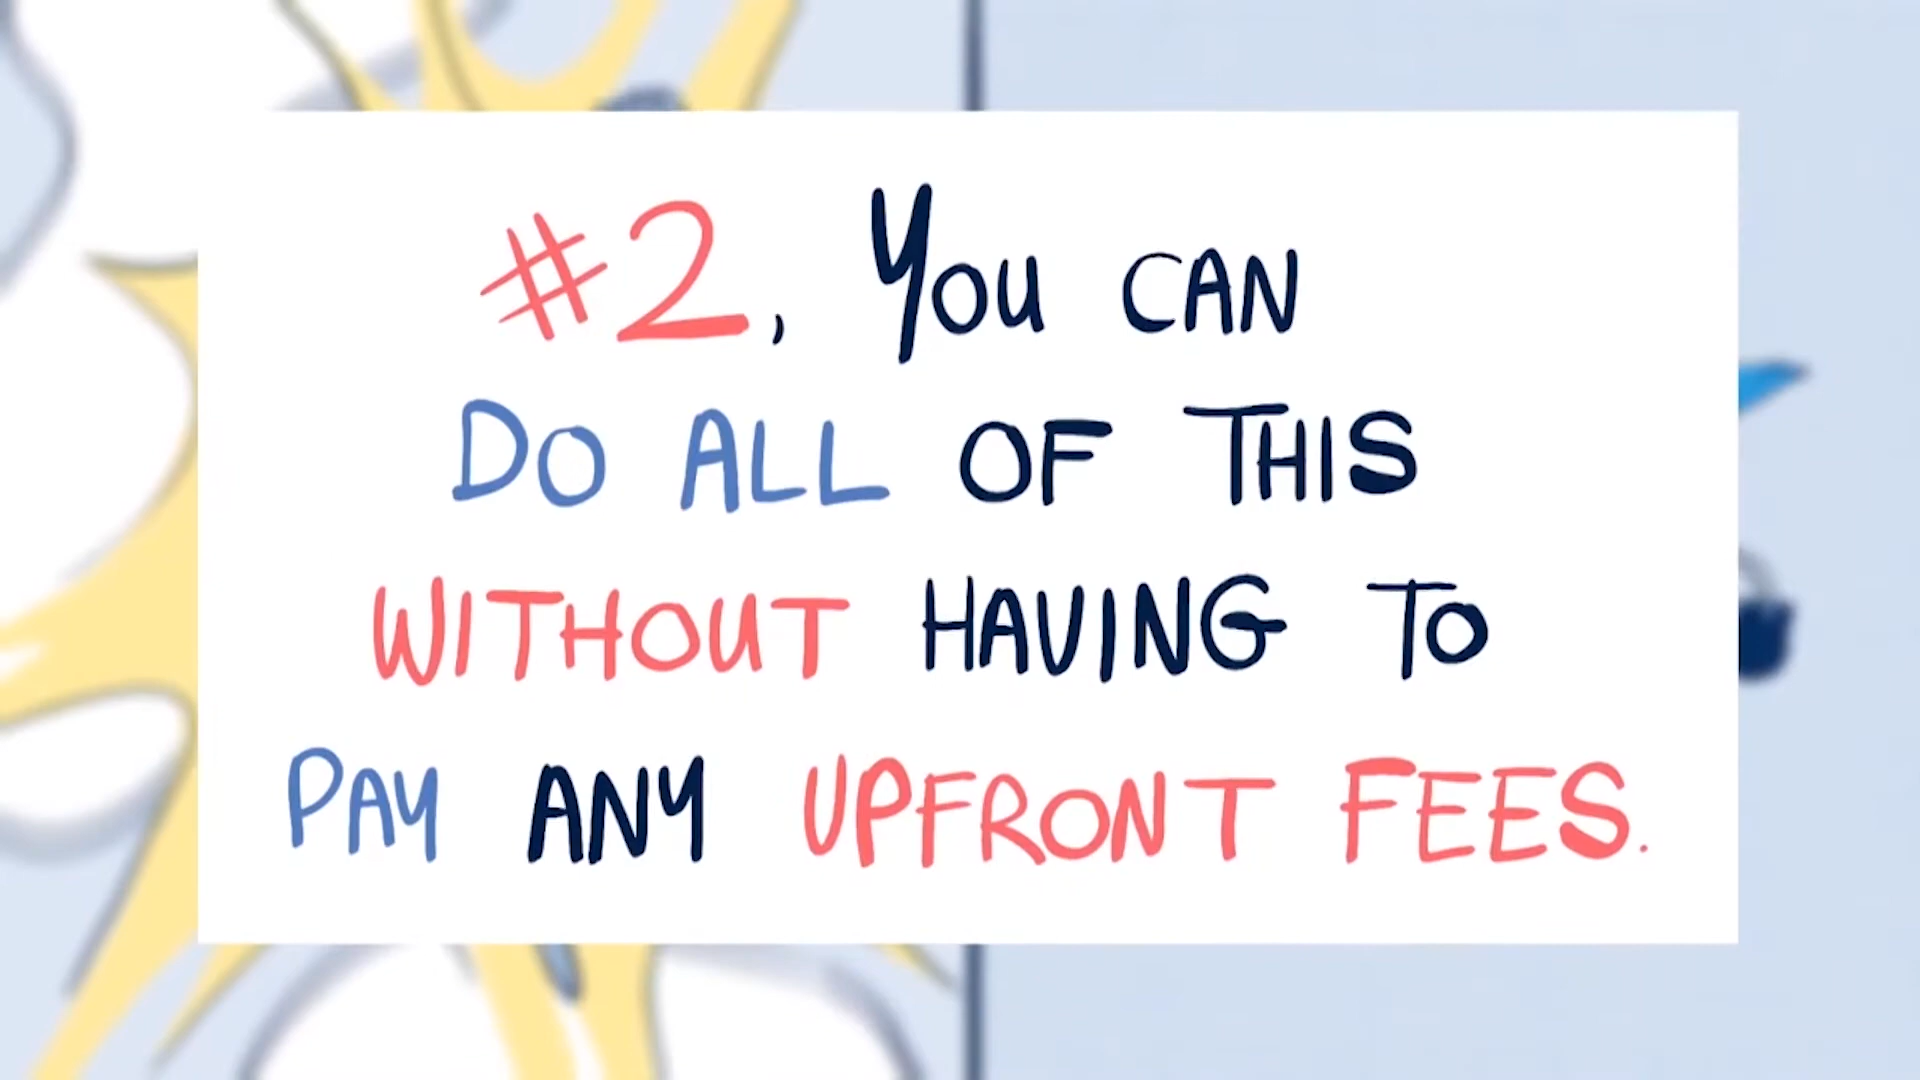 #2, You CAN
DO ALL OF THIS
WITHOUT HAVING TO
PAY ANY UPFRONT FEES.